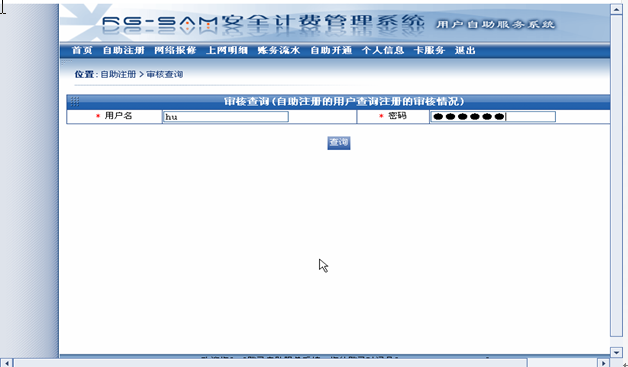 RG-SAM安全计费管理系统 用户自助服务系统
首页 自助注册 网络报修 上网明细 账务流水 自助开通 个人信息 卡服务 退出
位置：自助注册 > 审核查询
审核查询(自助注册的用户查询注册的审核情况)
* 用户名 hu * 密码 ●●●●●●
查询